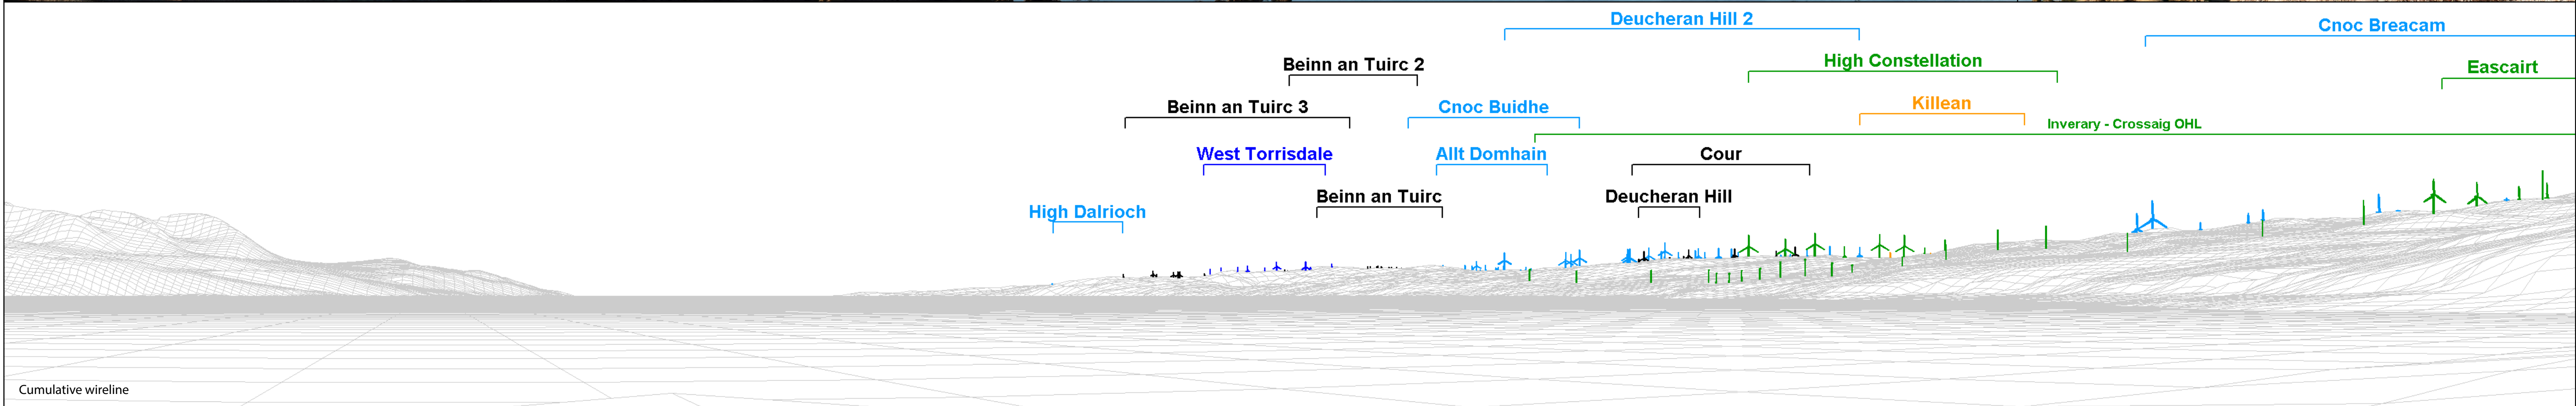 Deucheran Hill 2
Cnoc Breacam
Beinn an Tuirc 2
High Constellation
Eascairt
Beinn an Tuirc 3
Cnoc Buidhe
Killean
Inverary - Crossaig OHL
West Torrisdale
Allt Domhain
Cour
Beinn an Tuirc
Deucheran Hill
High Dalrioch
Cumulative wireline